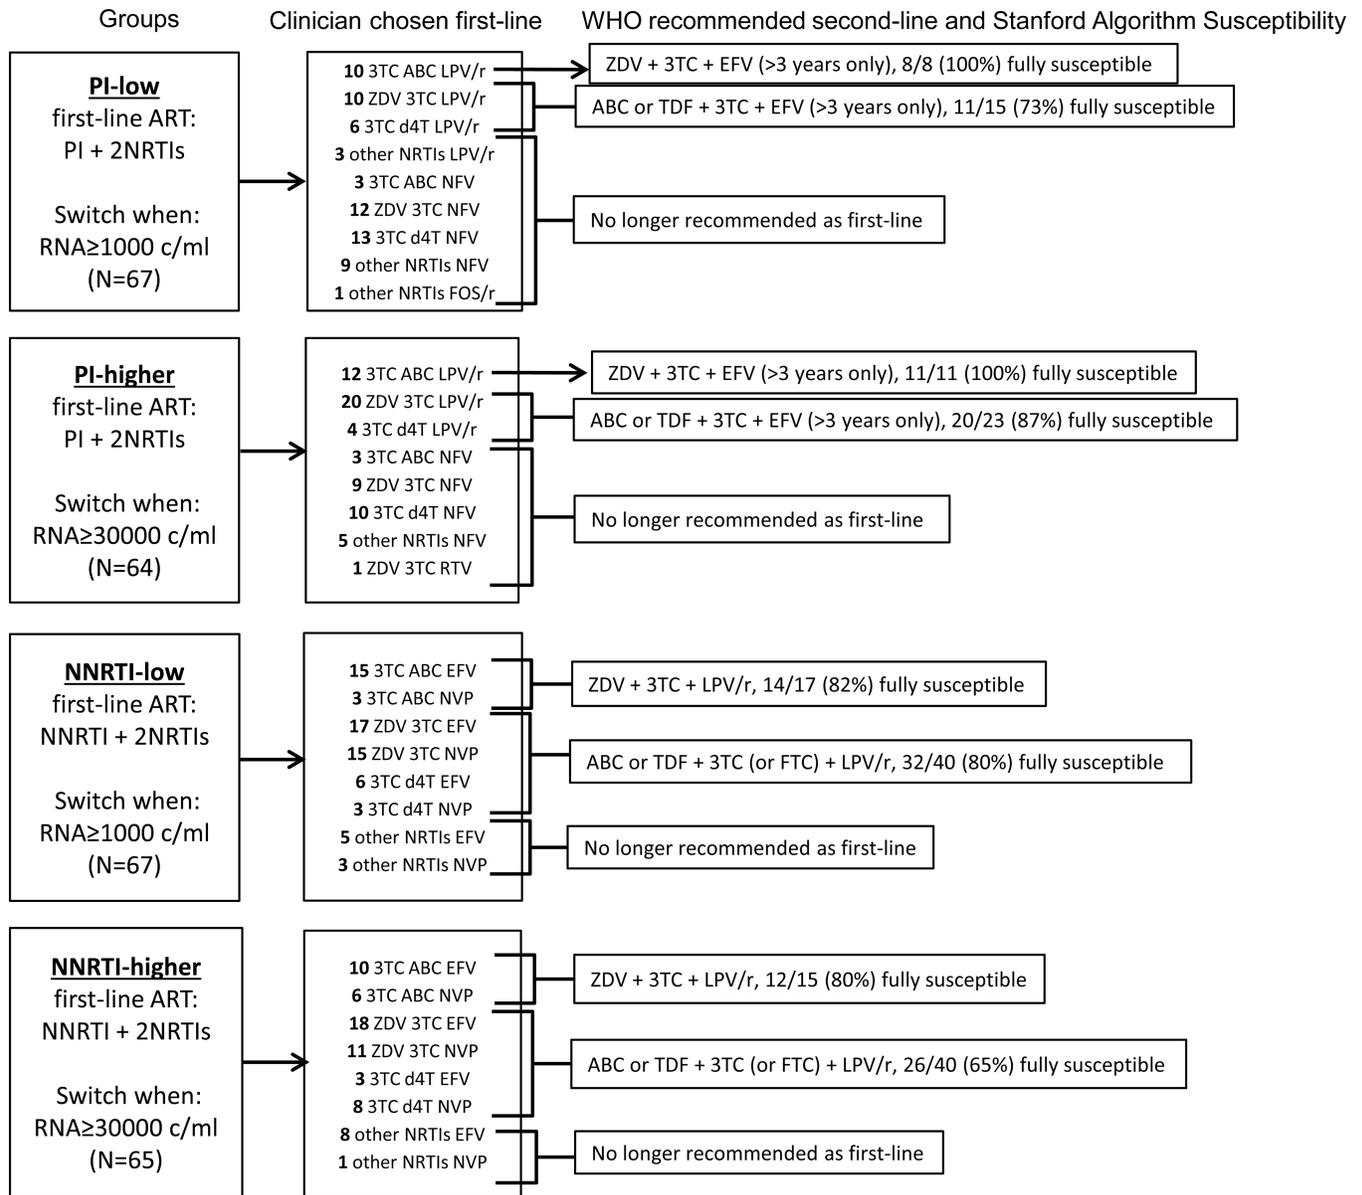 Groups
Clinician chosen first-line
WHO recommended second-line and Stanford Algorithm Susceptibility
PI-low
first-line ART:
PI + 2NRTIs
Switch when:
RNA≥1000 c/ml
(N=67)
10 3TC ABC LPV/r
10 ZDV 3TC LPV/r
6 3TC d4T LPV/r
3 other NRTIs LPV/r
3 3TC ABC NFV
12 ZDV 3TC NFV
13 3TC d4T NFV
9 other NRTIs NFV
1 other NRTIs FOS/r
ZDV + 3TC + EFV (>3 years only), 8/8 (100%) fully susceptible
ABC or TDF + 3TC + EFV (>3 years only), 11/15 (73%) fully susceptible
No longer recommended as first-line
PI-higher
first-line ART:
PI + 2NRTIs
Switch when:
RNA≥30000 c/ml
(N=64)
12 3TC ABC LPV/r
20 ZDV 3TC LPV/r
4 3TC d4T LPV/r
3 3TC ABC NFV
9 ZDV 3TC NFV
10 3TC d4T NFV
5 other NRTIs NFV
1 ZDV 3TC RTV
ZDV + 3TC + EFV (>3 years only), 11/11 (100%) fully susceptible
ABC or TDF + 3TC + EFV (>3 years only), 20/23 (87%) fully susceptible
No longer recommended as first-line
NNRTI-low
first-line ART:
NNRTI + 2NRTIs
Switch when:
RNA≥1000 c/ml
(N=67)
15 3TC ABC EFV
3 3TC ABC NVP
17 ZDV 3TC EFV
15 ZDV 3TC NVP
6 3TC d4T EFV
3 3TC d4T NVP
5 other NRTIs EFV
3 other NRTIs NVP
ZDV + 3TC + LPV/r, 14/17 (82%) fully susceptible
ABC or TDF + 3TC (or FTC) + LPV/r, 32/40 (80%) fully susceptible
No longer recommended as first-line
NNRTI-higher
first-line ART:
NNRTI + 2NRTIs
Switch when:
RNA≥30000 c/ml
(N=65)
10 3TC ABC EFV
6 3TC ABC NVP
18 ZDV 3TC EFV
11 ZDV 3TC NVP
3 3TC d4T EFV
8 3TC d4T NVP
8 other NRTIs EFV
1 other NRTIs NVP
ZDV + 3TC + LPV/r, 12/15 (80%) fully susceptible
ABC or TDF + 3TC (or FTC) + LPV/r, 26/40 (65%) fully susceptible
No longer recommended as first-line